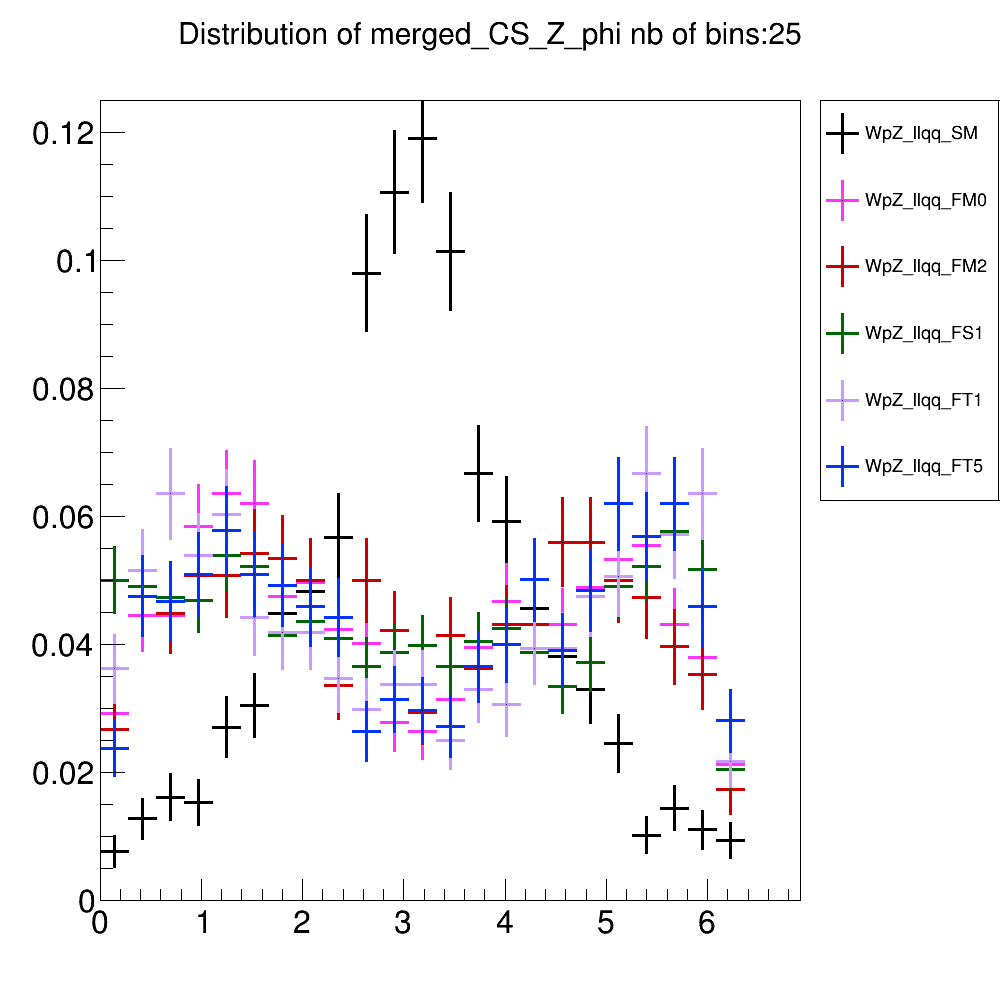 Distribution of merged_CS_Z_phi nb of bins:25
0.12
0.1
0.08
0.06
0.04
0.02
0
0 1 2 3 4 5 6
WpZ_llqq_SM
WpZ_llqq_FM0
WpZ_llqq_FM2
WpZ_llqq_FS1
WpZ_llqq_FT1
WpZ_llqq_FT5